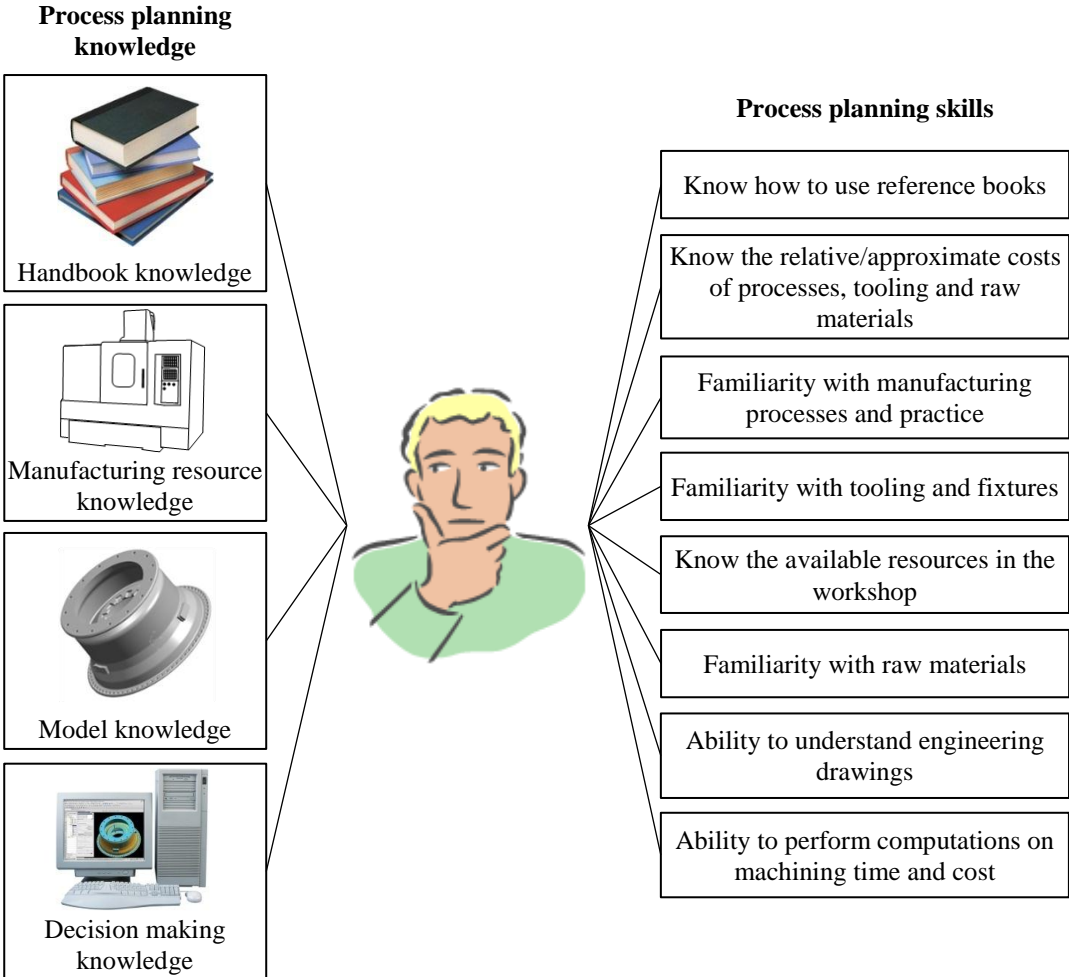 Process planning
knowledge
Handbook knowledge
Manufacturing resource
knowledge
Model knowledge
Decision making
knowledge
Process planning skills
Know how to use reference books
Know the relative/approximate costs
of processes, tooling and raw
materials
Familiarity with manufacturing
processes and practice
Familiarity with tooling and fixtures
Know the available resources in the
workshop
Familiarity with raw materials
Ability to understand engineering
drawings
Ability to perform computations on
machining time and cost